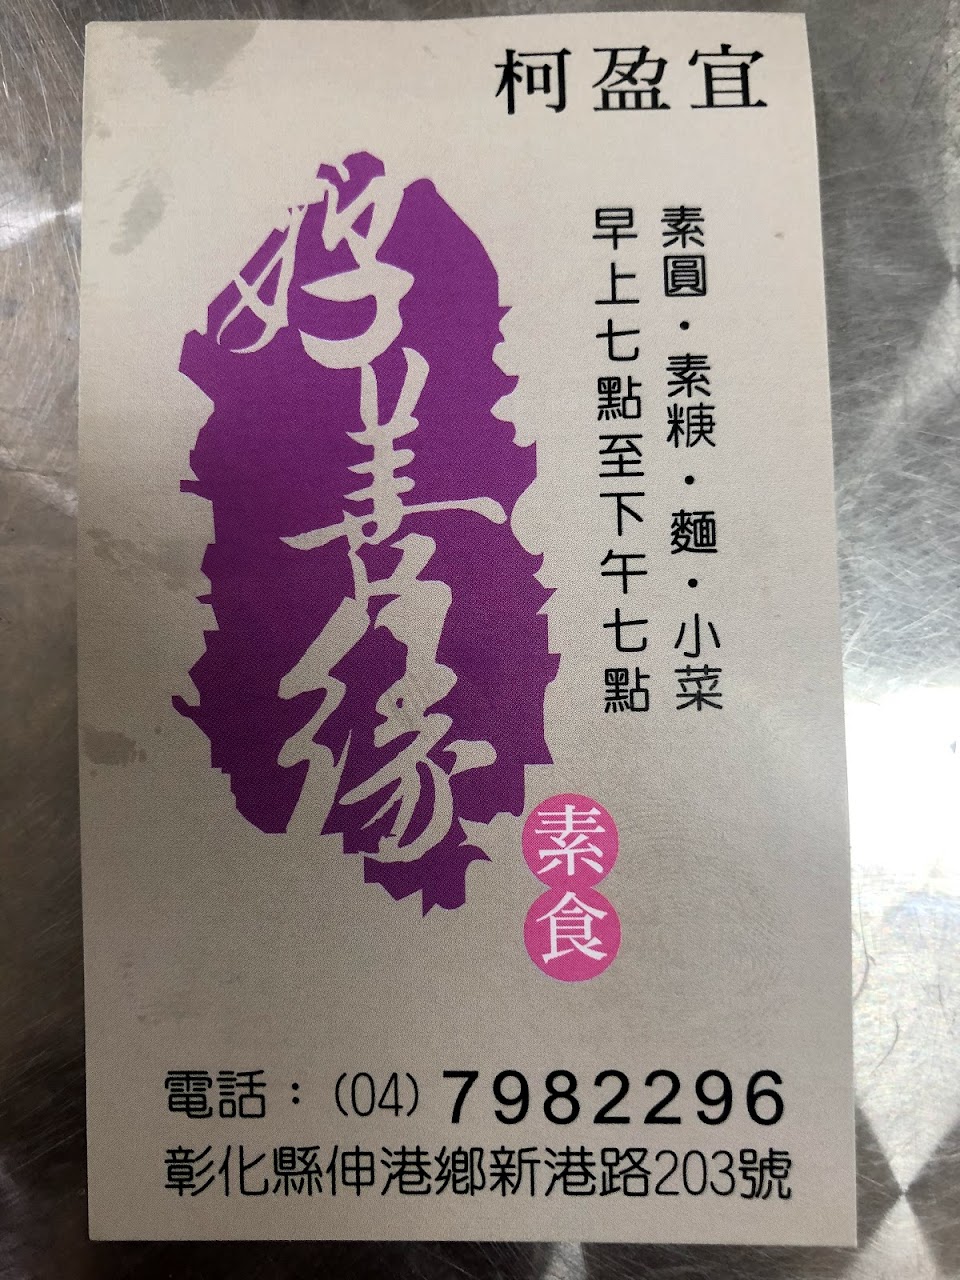 柯盈宜
素圓・素糠・麵・小菜
早上七點至下午七點
好善緣
素食
電話：(04) 7982296
彰化縣伸港鄉新港路203號